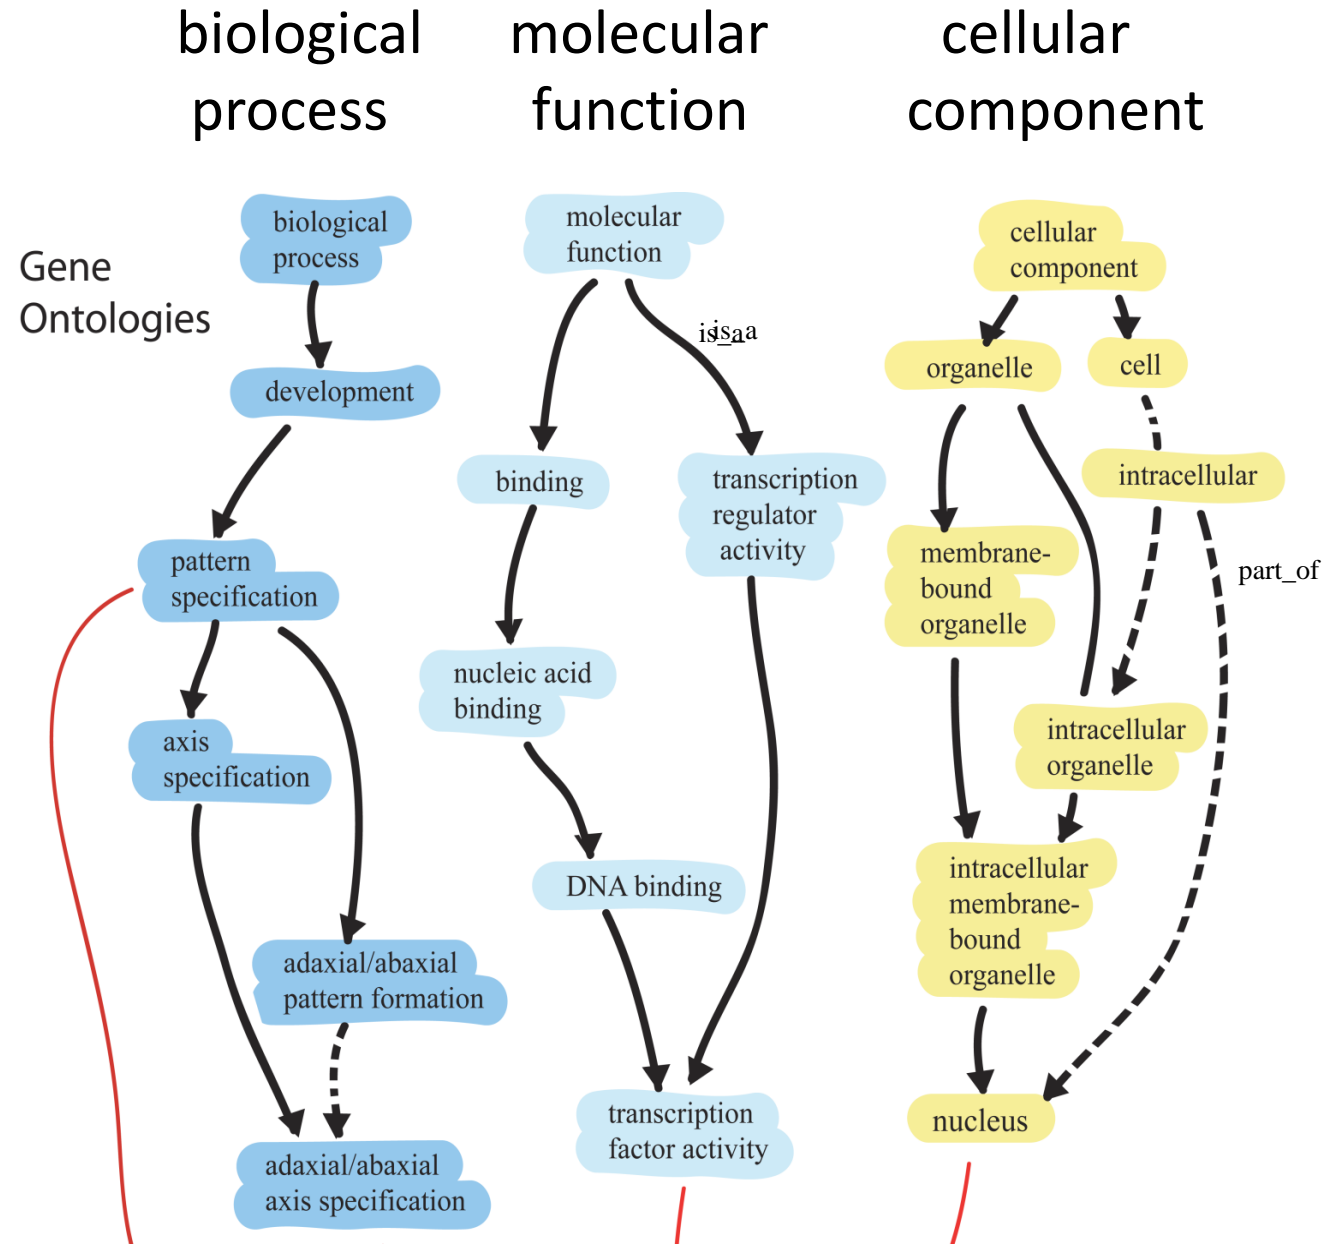 biological
process
molecular
function
cellular
component
Gene
Ontologies
biological
process
development
pattern
specification
axis
specification
adaxial/abaxial
pattern formation
adaxial/abaxial
axis specification
molecular
function
is_a
is_a
binding
transcription
regulator
activity
nucleic acid
binding
DNA binding
transcription
factor activity
cellular
component
organelle
cell
intracellular
membrane-
bound
organelle
part_of
intracellular
organelle
intracellular
membrane-
bound
organelle
nucleus